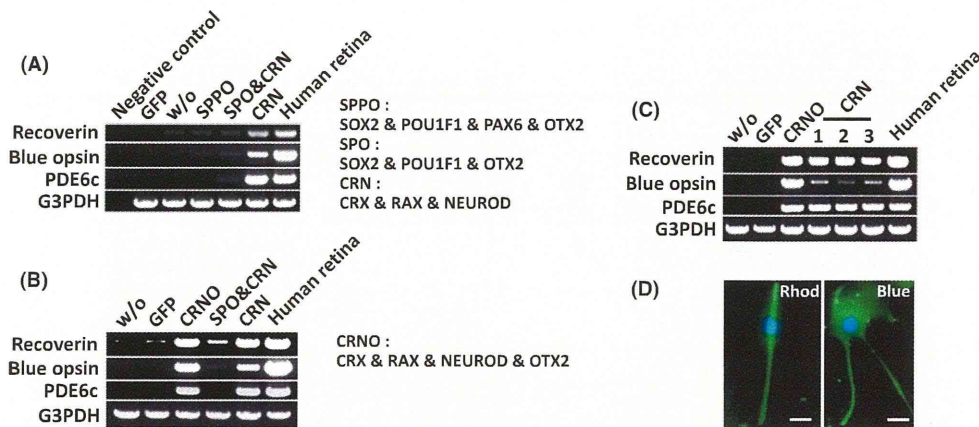 (A)
Negative control
GFP
w/o
SPPO
SPO&CRN
CRN
Human retina
Recoverin
Blue opsin
PDE6c
G3PDH
SPPO :
SOX2 & POU1F1 & PAX6 & OTX2
SPO :
SOX2 & POU1F1 & OTX2
CRN :
CRX & RAX & NEUROD
(B)
w/o
GFP
CRNO
SPO&CRN
CRN
Human retina
Recoverin
Blue opsin
PDE6c
G3PDH
CRNO :
CRX & RAX & NEUROD & OTX2
(C)
w/o
GFP
CRNO
CRN
1 2 3
Human retina
Recoverin
Blue opsin
PDE6c
G3PDH
(D)
Rhod
Blue